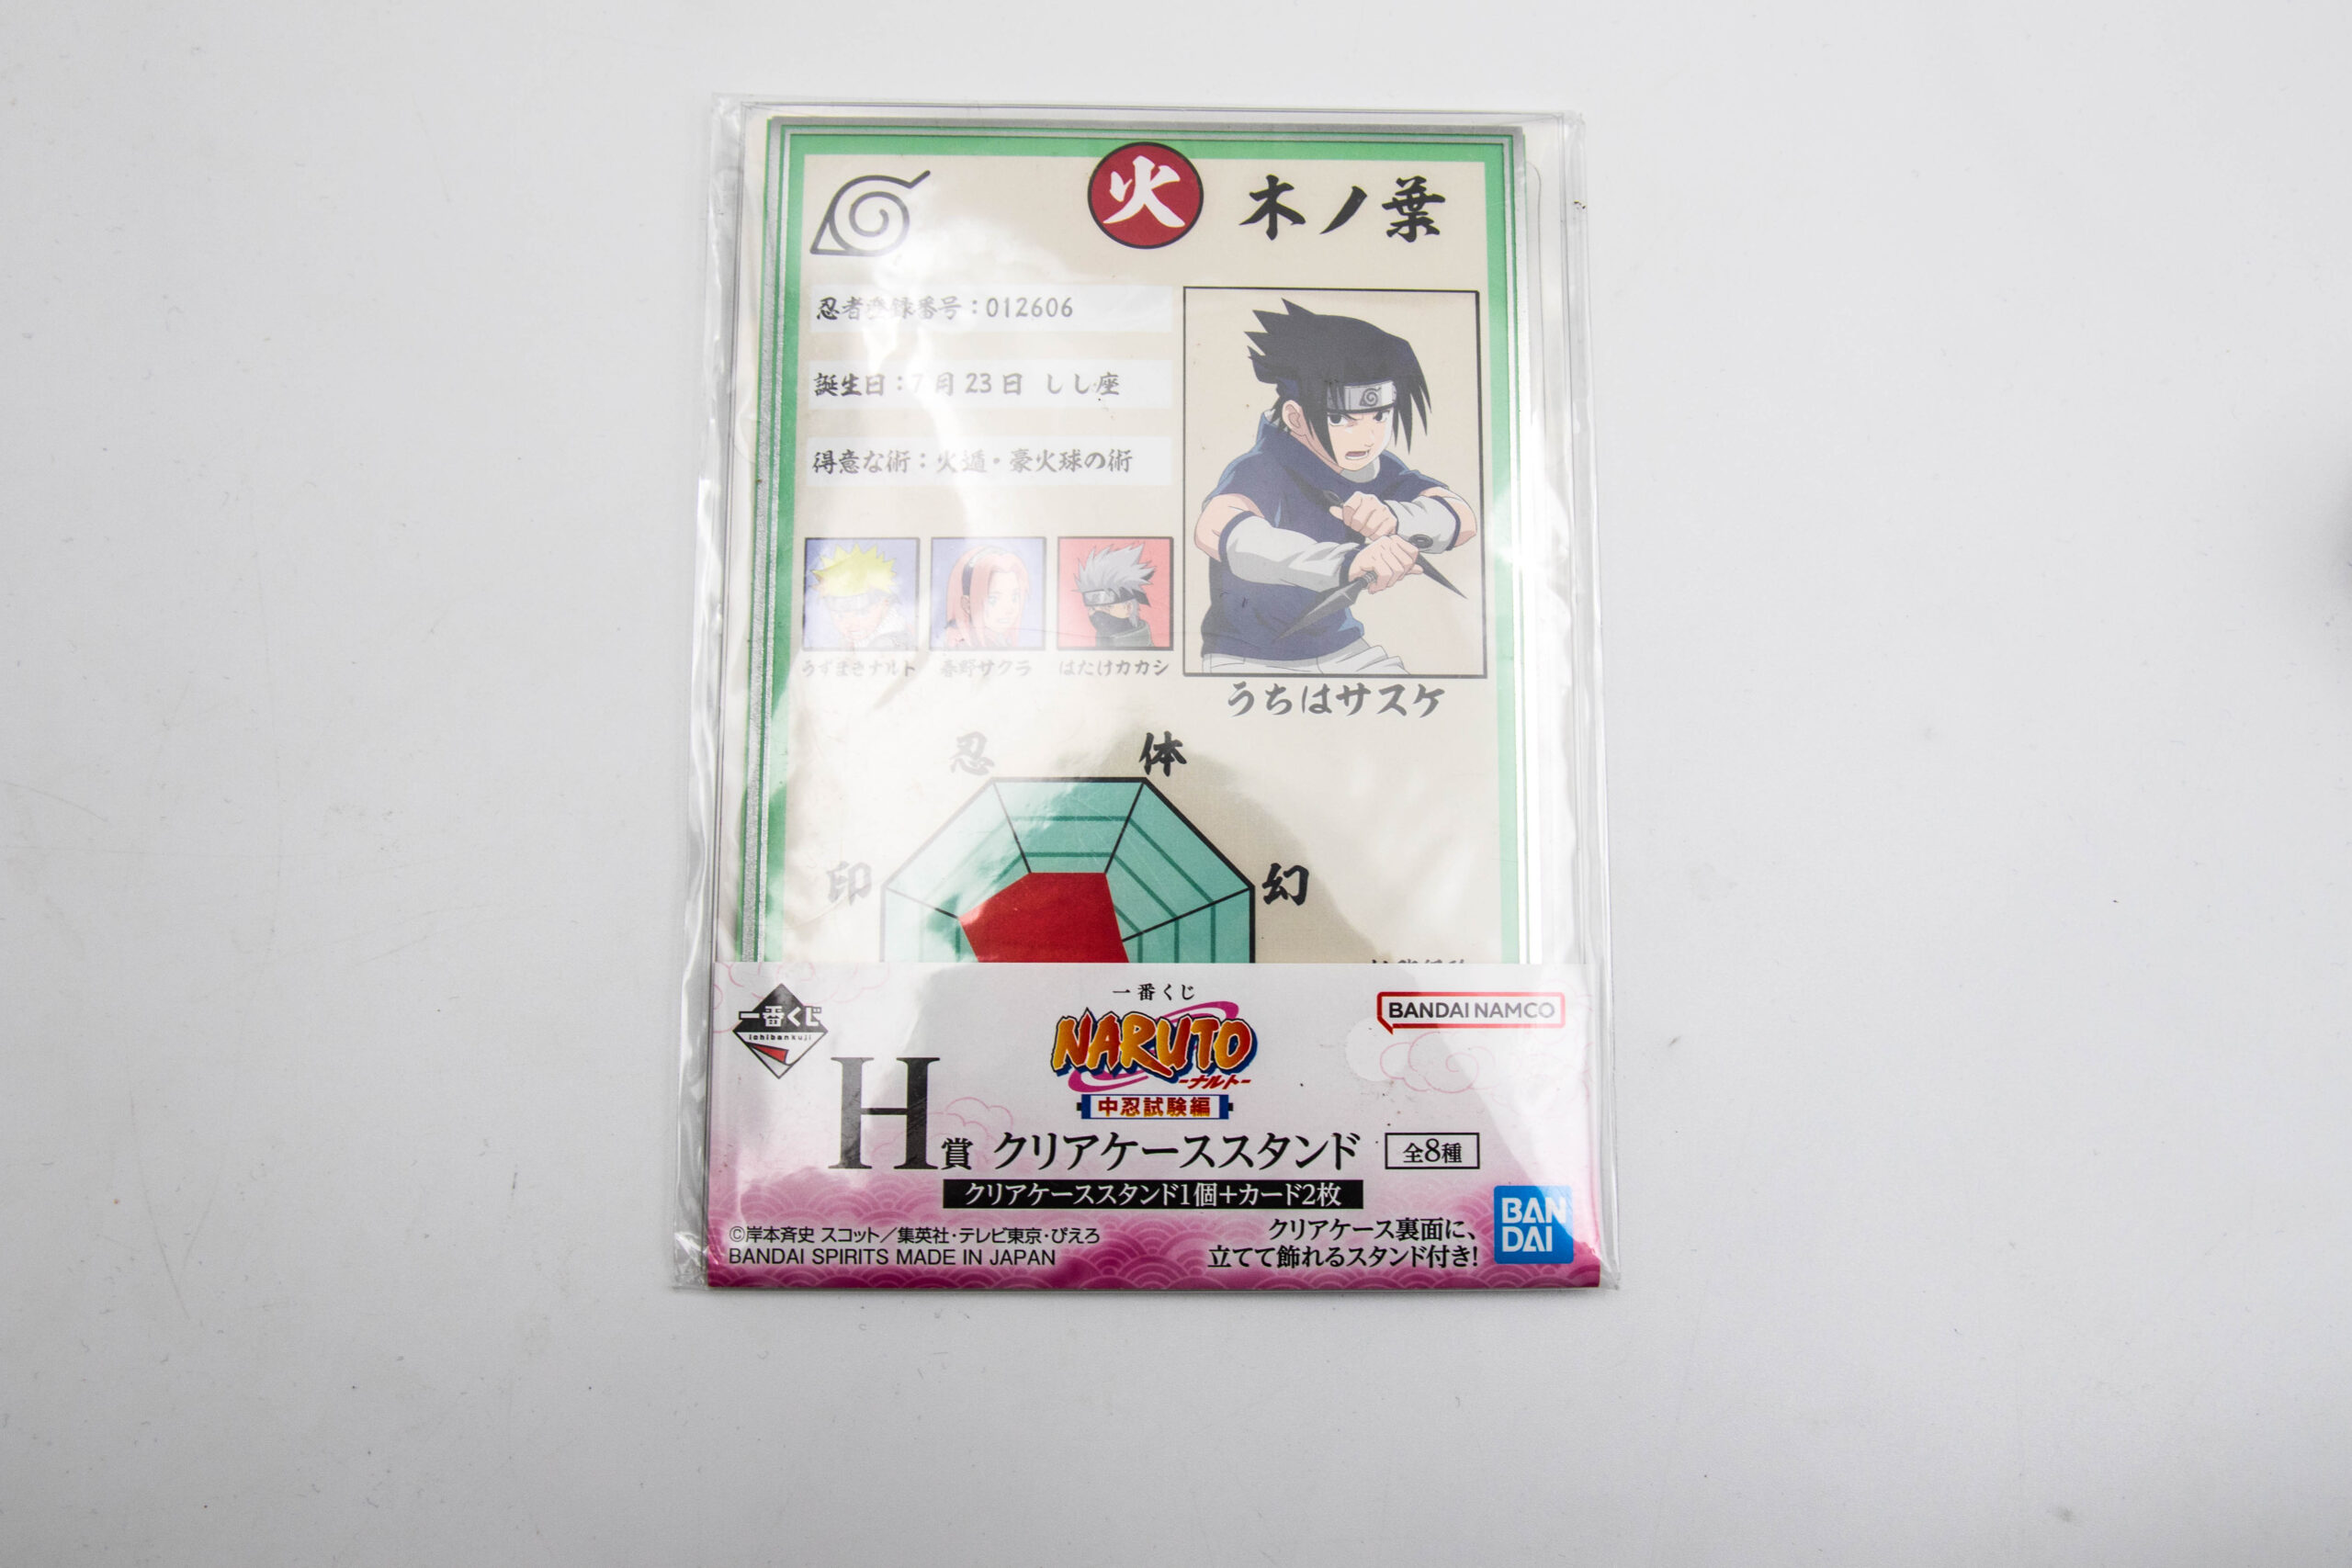 火 木ノ葉
忍者登録番号：012606
誕生日：7月23日 しし座
得意な術：火遁・豪火球の術
うずまきナルト 春野サクラ はたけカカシ
うちはサスケ
忍 体
印 幻
一番くじ
ichibankuji
一番くじ
NARUTO
-ナルト-
中忍試験編
BANDAI NAMCO
H賞 クリアケーススタンド 全8種
クリアケーススタンド1個＋カード2枚
©岸本斉史 スコット／集英社・テレビ東京・ぴえろ
BANDAI SPIRITS MADE IN JAPAN
クリアケース裏面に、
立てて飾れるスタンド付き!
BAN
DAI